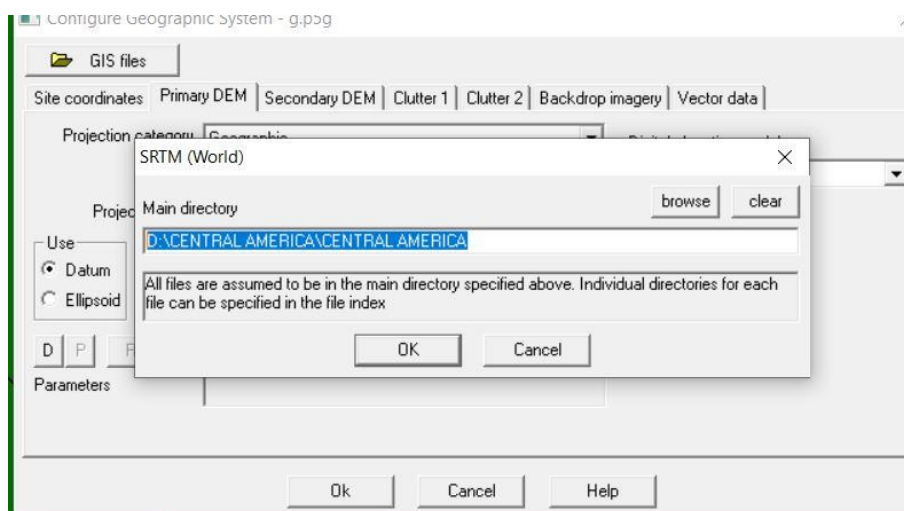 Configure Geographic System - g.p5g
GIS files
Site coordinates Primary DEM Secondary DEM Clutter 1 Clutter 2 Backdrop imagery Vector data
Projection category Geographic
SRTM (World)
browse clear
Main directory
D:\CENTRAL AMERICA\CENTRAL AMERICA
Use
Datum
Ellipsoid
All files are assumed to be in the main directory specified above. Individual directories for each
file can be specified in the file index
OK Cancel
D P
Parameters
Ok Cancel Help